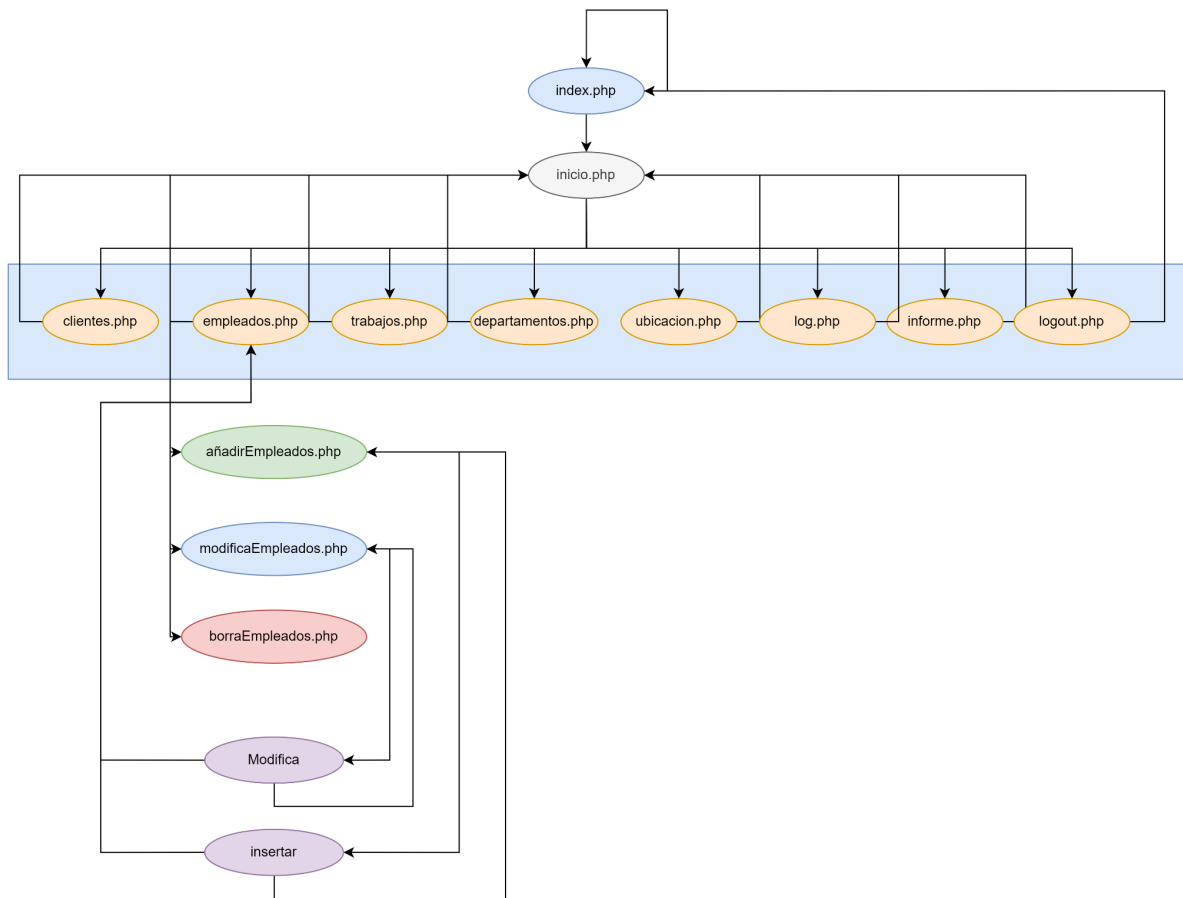 index.php
inicio.php
clientes.php
empleados.php
trabajos.php
departamentos.php
ubicacion.php
log.php
informe.php
logout.php
añadirEmpleados.php
modificaEmpleados.php
borraEmpleados.php
Modifica
insertar